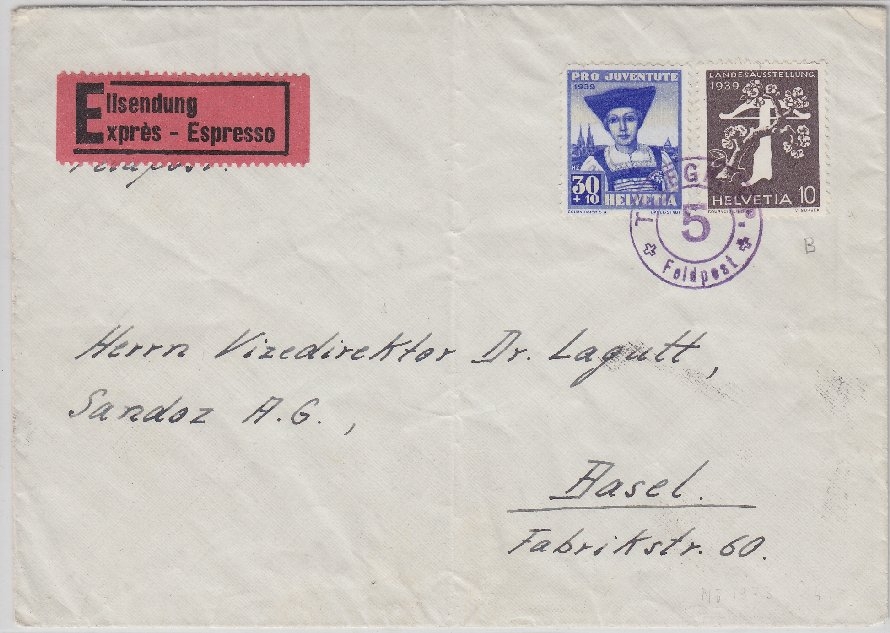 Eilsendung
Exprès - Espresso
Feldpost.
PRO JUVENTUTE
1939
30
+10
HELVETIA
LANDESAUSSTELLUNG
1939
HELVETIA 10
5
Feldpost
B
Herrn Vizedirektor Dr. Lagutt,
Sandoz A.G.,
Basel.
Fabrikstr. 60.